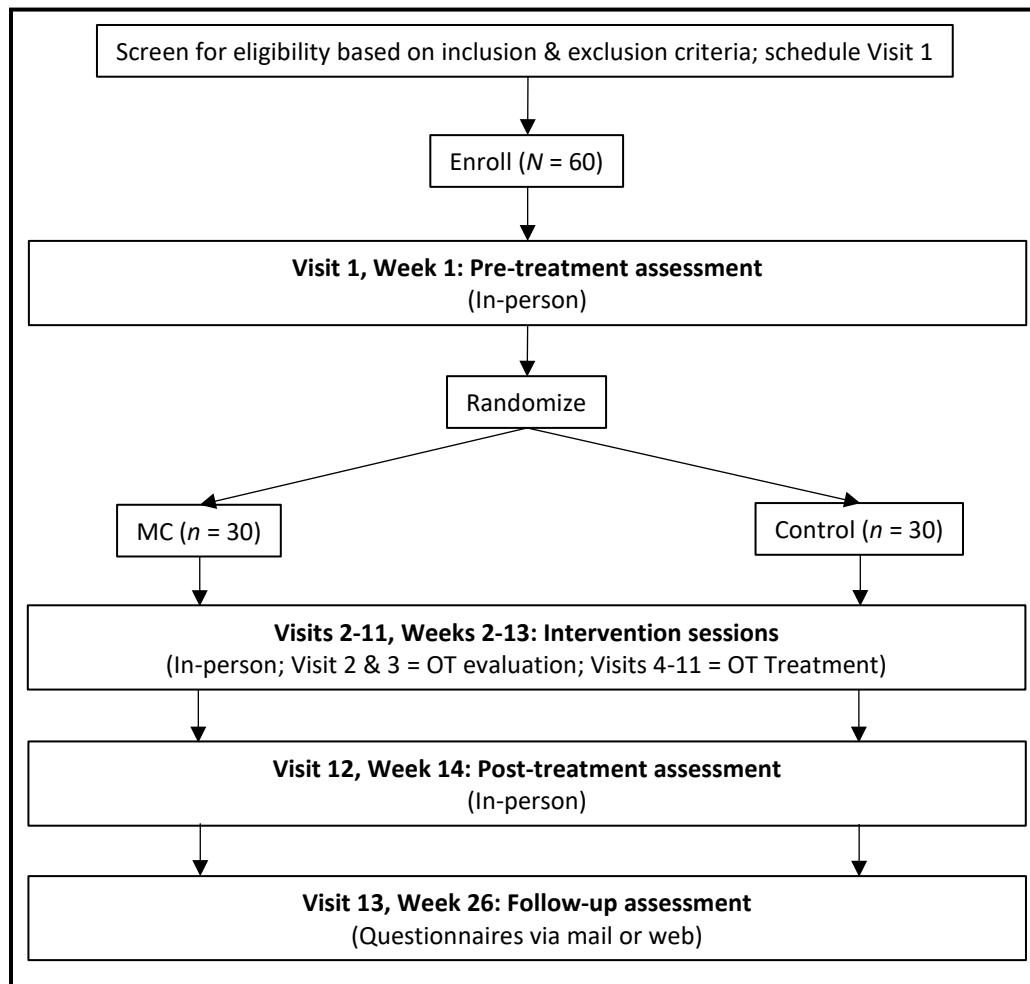 Screen for eligibility based on inclusion & exclusion criteria; schedule Visit 1
Enroll (N = 60)
Visit 1, Week 1: Pre-treatment assessment
(In-person)
Randomize
MC (n = 30)
Control (n = 30)
Visits 2-11, Weeks 2-13: Intervention sessions
(In-person; Visit 2 & 3 = OT evaluation; Visits 4-11 = OT Treatment)
Visit 12, Week 14: Post-treatment assessment
(In-person)
Visit 13, Week 26: Follow-up assessment
(Questionnaires via mail or web)